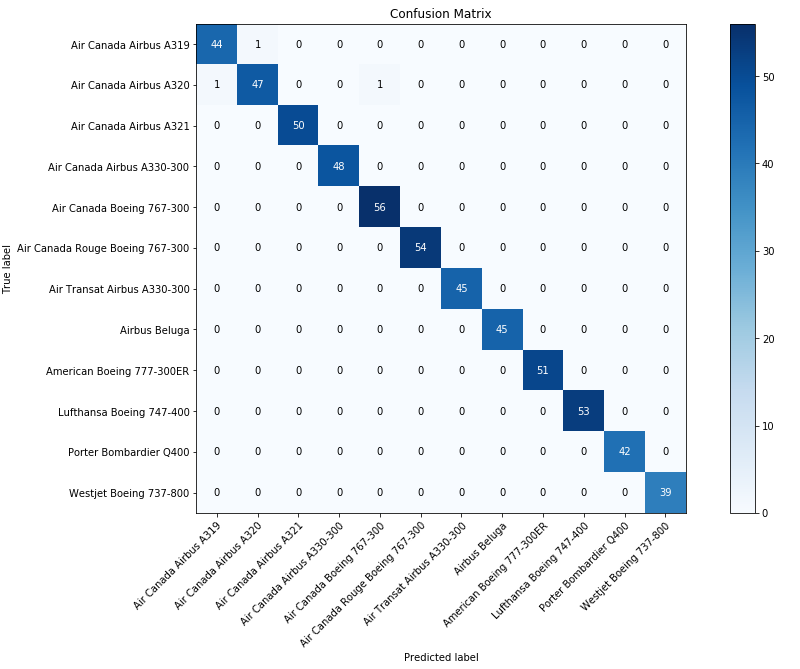 Confusion Matrix
Air Canada Airbus A319 44 1 0 0 0 0 0 0 0 0 0 0
Air Canada Airbus A320 1 47 0 0 1 0 0 0 0 0 0 0
Air Canada Airbus A321 0 0 50 0 0 0 0 0 0 0 0 0
Air Canada Airbus A330-300 0 0 0 48 0 0 0 0 0 0 0 0
Air Canada Boeing 767-300 0 0 0 0 56 0 0 0 0 0 0 0
Air Canada Rouge Boeing 767-300 0 0 0 0 0 54 0 0 0 0 0 0
Air Transat Airbus A330-300 0 0 0 0 0 0 45 0 0 0 0 0
Airbus Beluga 0 0 0 0 0 0 0 45 0 0 0 0
American Boeing 777-300ER 0 0 0 0 0 0 0 0 51 0 0 0
Lufthansa Boeing 747-400 0 0 0 0 0 0 0 0 0 53 0 0
Porter Bombardier Q400 0 0 0 0 0 0 0 0 0 0 42 0
Westjet Boeing 737-800 0 0 0 0 0 0 0 0 0 0 0 39
True label
Air Canada Airbus A319
Air Canada Airbus A320
Air Canada Airbus A321
Air Canada Airbus A330-300
Air Canada Boeing 767-300
Air Canada Rouge Boeing 767-300
Air Transat Airbus A330-300
Airbus Beluga
American Boeing 777-300ER
Lufthansa Boeing 747-400
Porter Bombardier Q400
Westjet Boeing 737-800
Predicted label
50
40
30
20
10
0